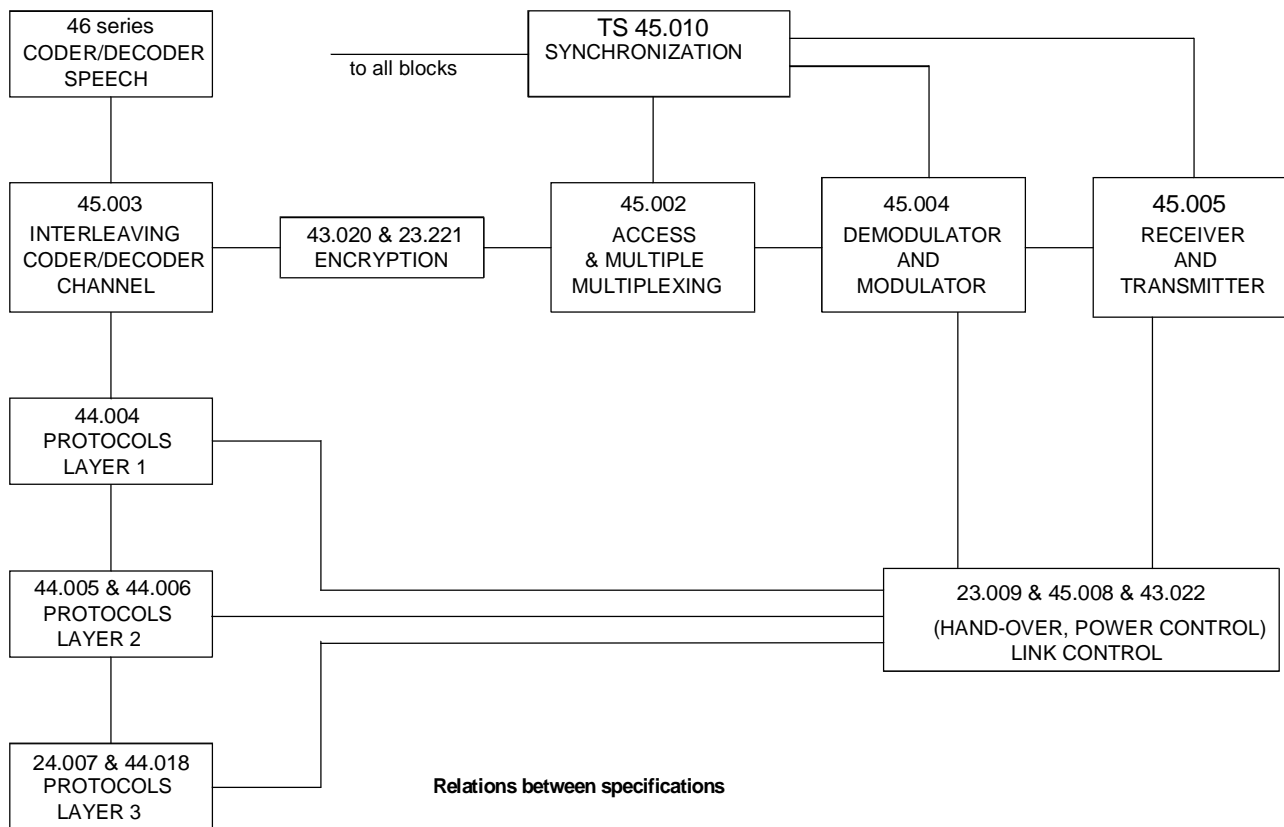 46 series
CODER/DECODER
SPEECH
to all blocks
TS 45.010
SYNCHRONIZATION
45.003
INTERLEAVING
CODER/DECODER
CHANNEL
43.020 & 23.221
ENCRYPTION
45.002
ACCESS
& MULTIPLE
MULTIPLEXING
45.004
DEMODULATOR
AND
MODULATOR
45.005
RECEIVER
AND
TRANSMITTER
44.004
PROTOCOLS
LAYER 1
44.005 & 44.006
PROTOCOLS
LAYER 2
23.009 & 45.008 & 43.022
(HAND-OVER, POWER CONTROL)
LINK CONTROL
24.007 & 44.018
PROTOCOLS
LAYER 3
Relations between specifications